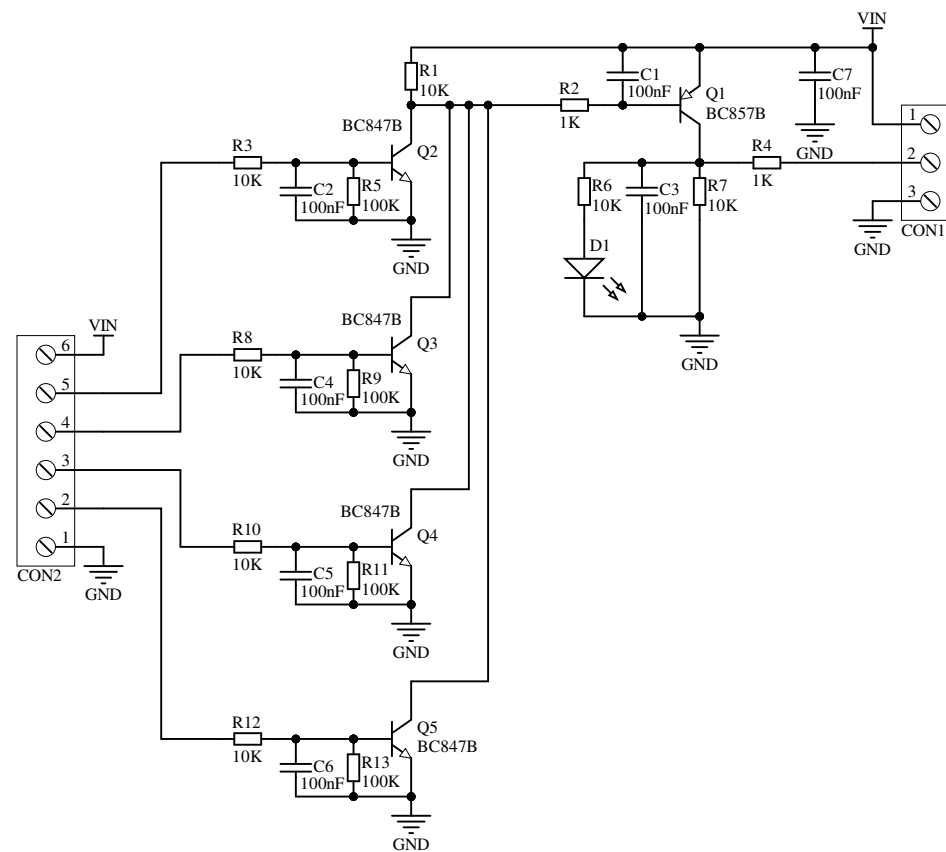 VIN
R1
10K
C1
100nF
C7
100nF
Q1
BC857B
R2
1K
1
2
3
CON1
GND
GND
BC847B
Q2
R3
10K
C2
100nF
R5
100K
GND
R4
1K
R6
10K
C3
100nF
R7
10K
D1
GND
VIN
6
5
4
3
2
1
CON2
GND
BC847B
Q3
R8
10K
C4
100nF
R9
100K
GND
BC847B
Q4
R10
10K
C5
100nF
R11
100K
GND
Q5
BC847B
R12
10K
C6
100nF
R13
100K
GND